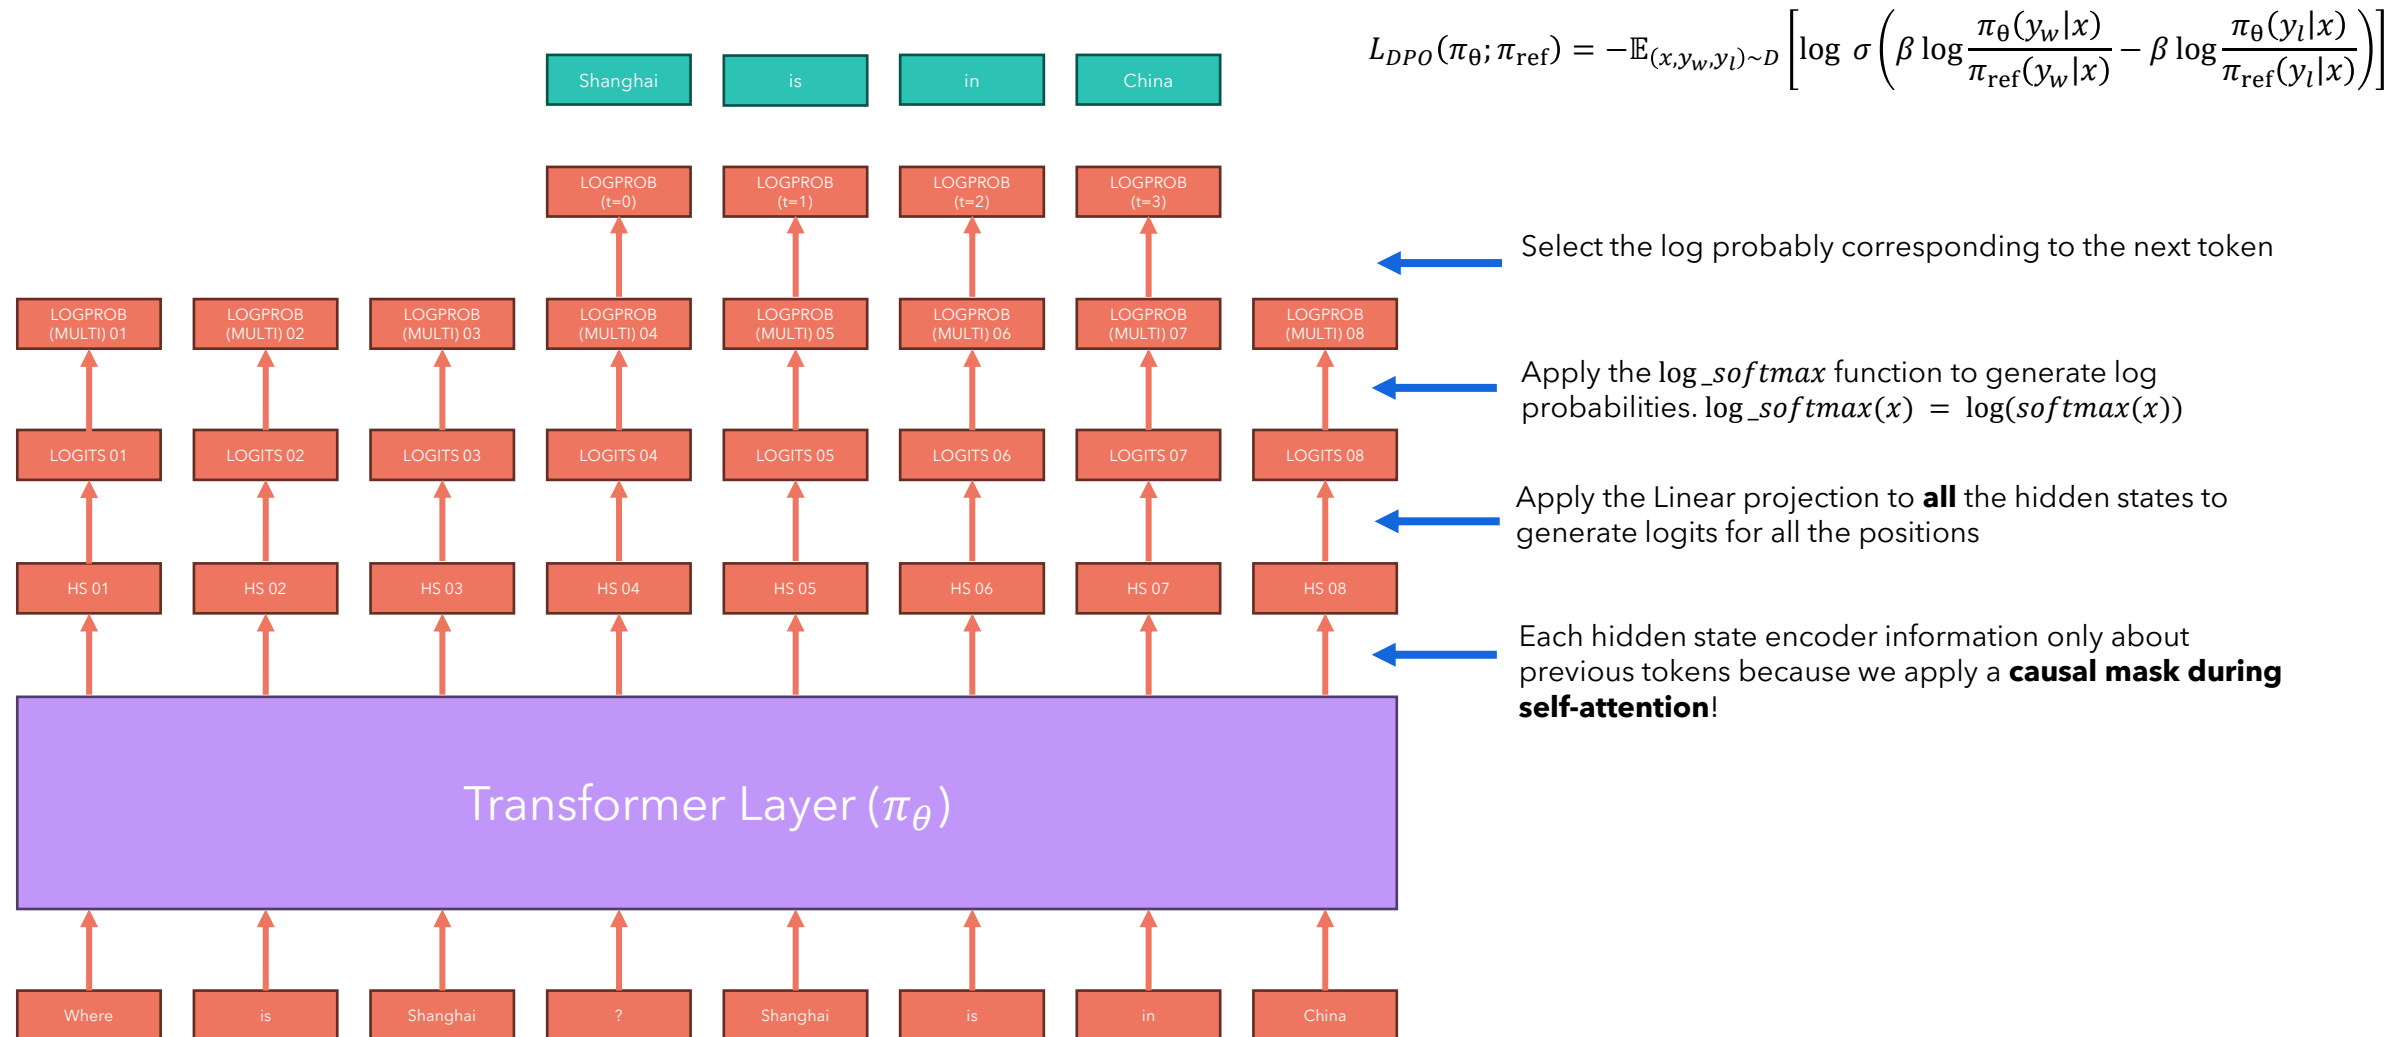 L_DPO(π_θ; π_ref) = −𝔼_(x,y_w,y_l)∼D [log σ (β log π_θ(y_w|x) / π_ref(y_w|x) − β log π_θ(y_l|x) / π_ref(y_l|x))]
Shanghai is in China
LOGPROB LOGPROB LOGPROB LOGPROB
(t=0) (t=1) (t=2) (t=3)
Select the log probably corresponding to the next token
LOGPROB LOGPROB LOGPROB LOGPROB LOGPROB LOGPROB LOGPROB LOGPROB
(MULTI) 01 (MULTI) 02 (MULTI) 03 (MULTI) 04 (MULTI) 05 (MULTI) 06 (MULTI) 07 (MULTI) 08
Apply the log_softmax function to generate log
probabilities. log_softmax(x) = log(softmax(x))
LOGITS 01 LOGITS 02 LOGITS 03 LOGITS 04 LOGITS 05 LOGITS 06 LOGITS 07 LOGITS 08
Apply the Linear projection to all the hidden states to
generate logits for all the positions
HS 01 HS 02 HS 03 HS 04 HS 05 HS 06 HS 07 HS 08
Each hidden state encoder information only about
previous tokens because we apply a causal mask during
self-attention!
Transformer Layer (π_θ)
Where is Shanghai ? Shanghai is in China